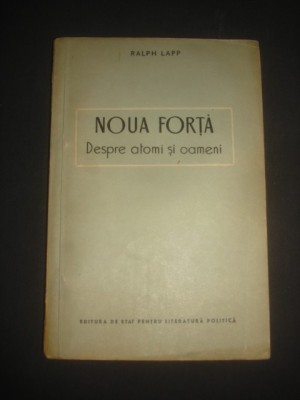 RALPH LAPP
NOUA FORȚĂ
Despre atomi și oameni
EDITURA DE STAT PENTRU LITERATURĂ POLITICĂ